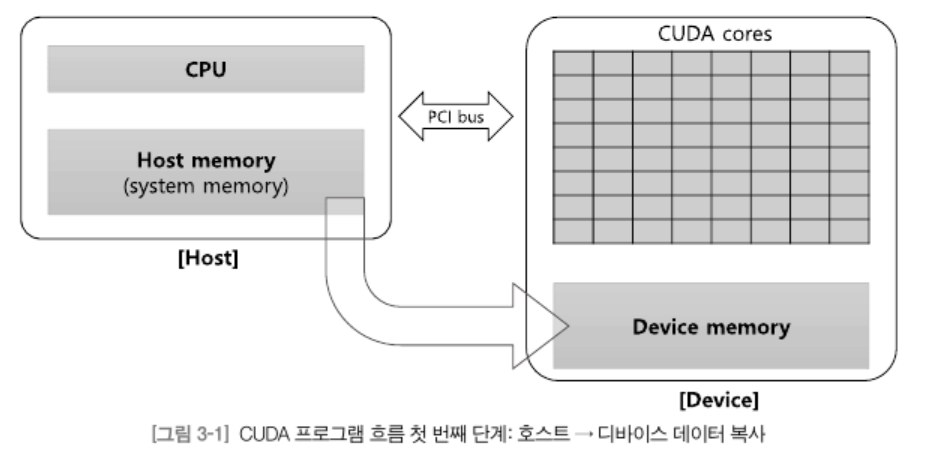 CPU
Host memory
(system memory)
[Host]
PCI bus
CUDA cores
Device memory
[Device]
[그림 3-1] CUDA 프로그램 흐름 첫 번째 단계: 호스트 → 디바이스 데이터 복사